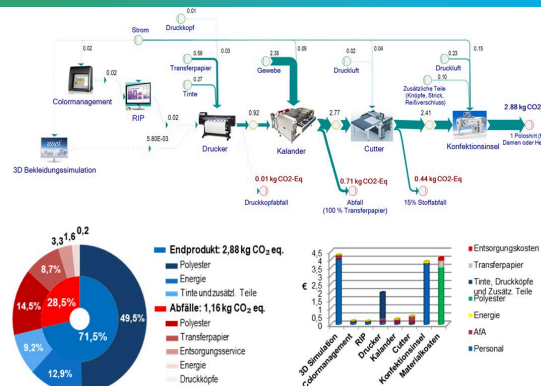 0.01
Druckkopf
Strom
0.02
0.59
0.03
Transferpapier
0.27
Tinte
2.35
Gewebe
0.09
0.02
Druckluft
0.04
0.23
Druckluft
0.15
0.10
Zusätzliche Teile
(Knöpfe, Strick,
Reißverschluss)
Colormanagement
0.02
RIP
0.02
5.80E-03
3D Bekleidungssimulation
Drucker
0.92
Kalander
2.77
Cutter
2.41
Konfektionsinsel
2.88 kg CO2
1 Poloshirt (
Damen oder He
0.01 kg CO2-Eq
Druckkopfabfall
0.71 kg CO2-Eq
Abfall
(100 % Transferpapier)
0.44 kg CO2-Eq
15% Stoffabfall
3,3
1,6
0,2
8,7%
14,5%
28,5%
71,5%
49,5%
9,2%
12,9%
Endprodukt: 2,88 kg CO2 eq.
Polyester
Energie
Tinte und zusätzl. Teile
Abfälle: 1,16 kg CO2 eq.
Polyester
Transferpapier
Entsorgungsservice
Energie
Druckköpfe
€
4,5
4
3,5
3
2,5
2
1,5
1
0,5
0
3D Simulation
Colormanagement
RIP
Drucker
Kalander
Cutter
Konfektionsinsel
Materialkosten
Entsorgungskosten
Transferpapier
Tinte, Druckköpfe
und Zusätz. Teile
Polyester
Energie
AfA
Personal